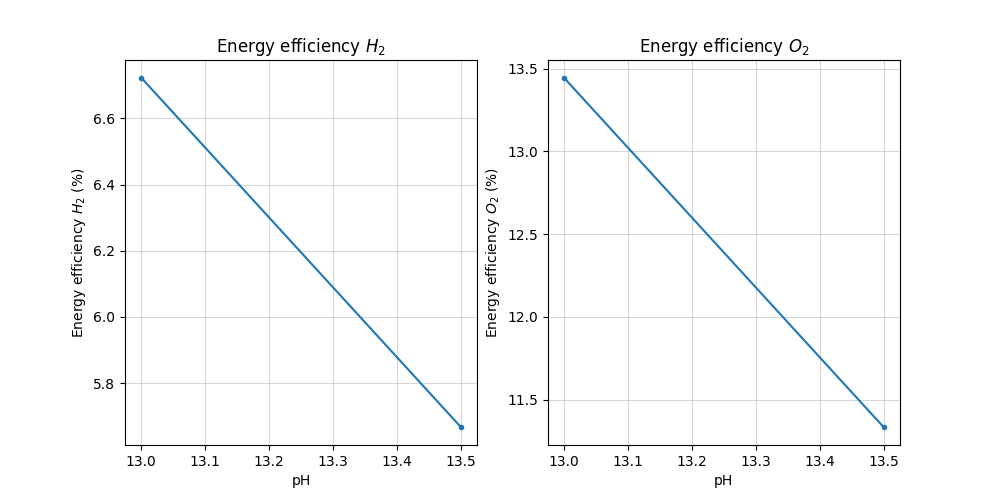 Energy efficiency H₂
Energy efficiency H₂ (%)
6.6
6.4
6.2
6.0
5.8
13.0 13.1 13.2 13.3 13.4 13.5
pH
Energy efficiency O₂
Energy efficiency O₂ (%)
13.5
13.0
12.5
12.0
11.5
13.0 13.1 13.2 13.3 13.4 13.5
pH